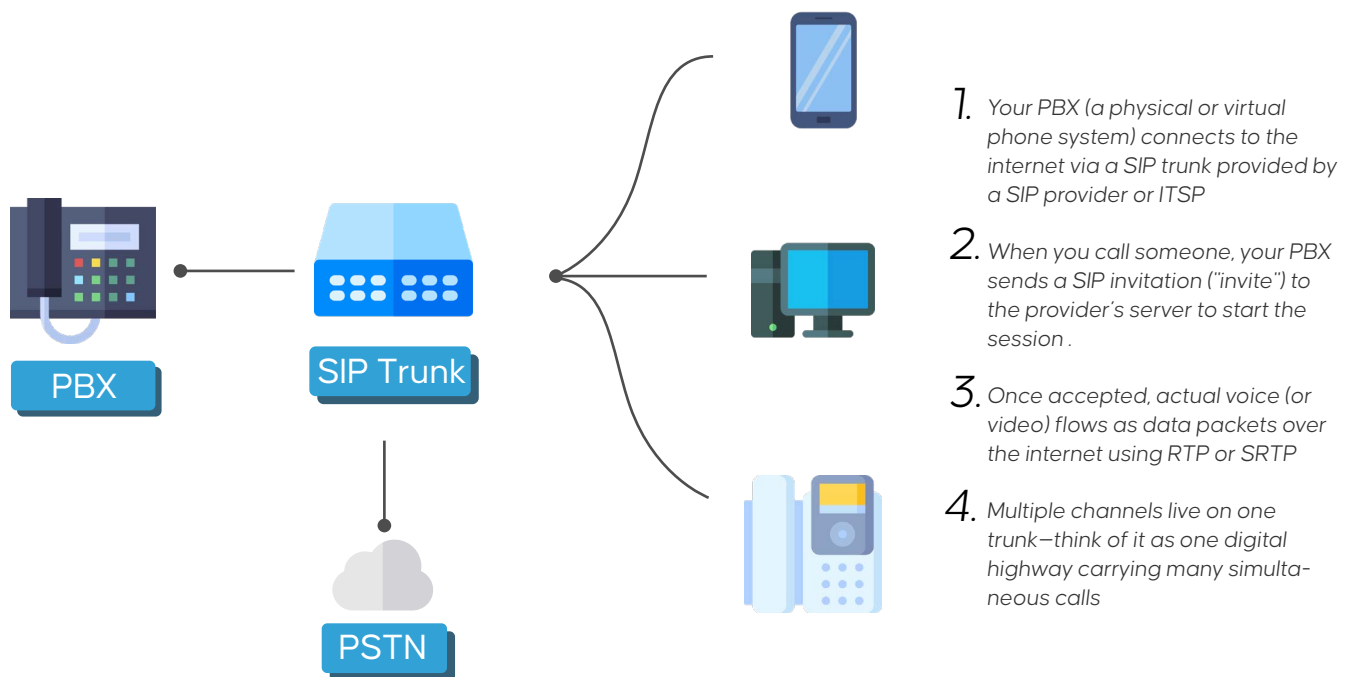 PBX
SIP Trunk
PSTN
1. Your PBX (a physical or virtual
phone system) connects to the
internet via a SIP trunk provided by
a SIP provider or ITSP
2. When you call someone, your PBX
sends a SIP invitation ("invite") to
the provider´s server to start the
session .
3. Once accepted, actual voice (or
video) flows as data packets over
the internet using RTP or SRTP
4. Multiple channels live on one
trunk—think of it as one digital
highway carrying many simulta-
neous calls